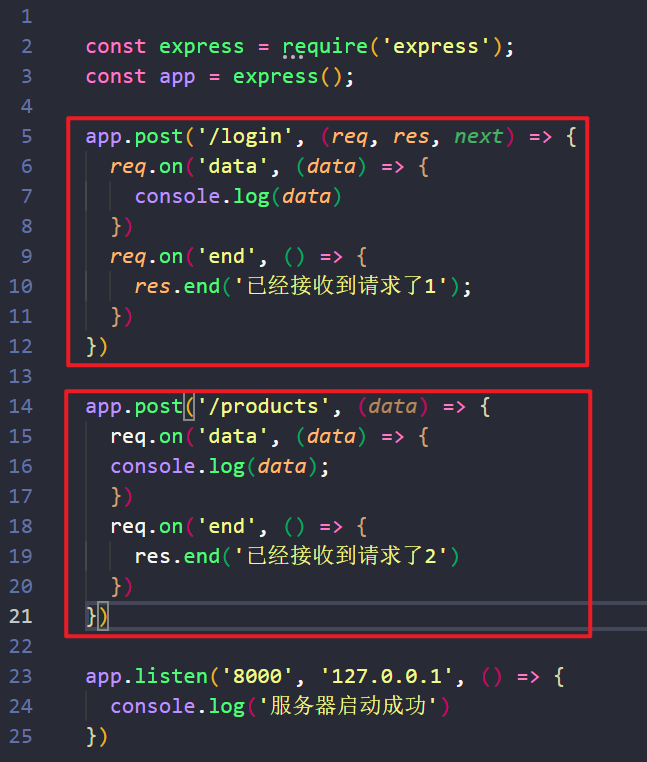 1
2 const express = require('express');
3 const app = express();
4
5 app.post('/login', (req, res, next) => {
6   req.on('data', (data) => {
7     console.log(data)
8   })
9   req.on('end', () => {
10     res.end('已经接收到请求了1');
11   })
12 })
13
14 app.post('/products', (data) => {
15   req.on('data', (data) => {
16   console.log(data);
17   })
18   req.on('end', () => {
19     res.end('已经接收到请求了2')
20   })
21 })
22
23 app.listen('8000', '127.0.0.1', () => {
24   console.log('服务器启动成功')
25 })